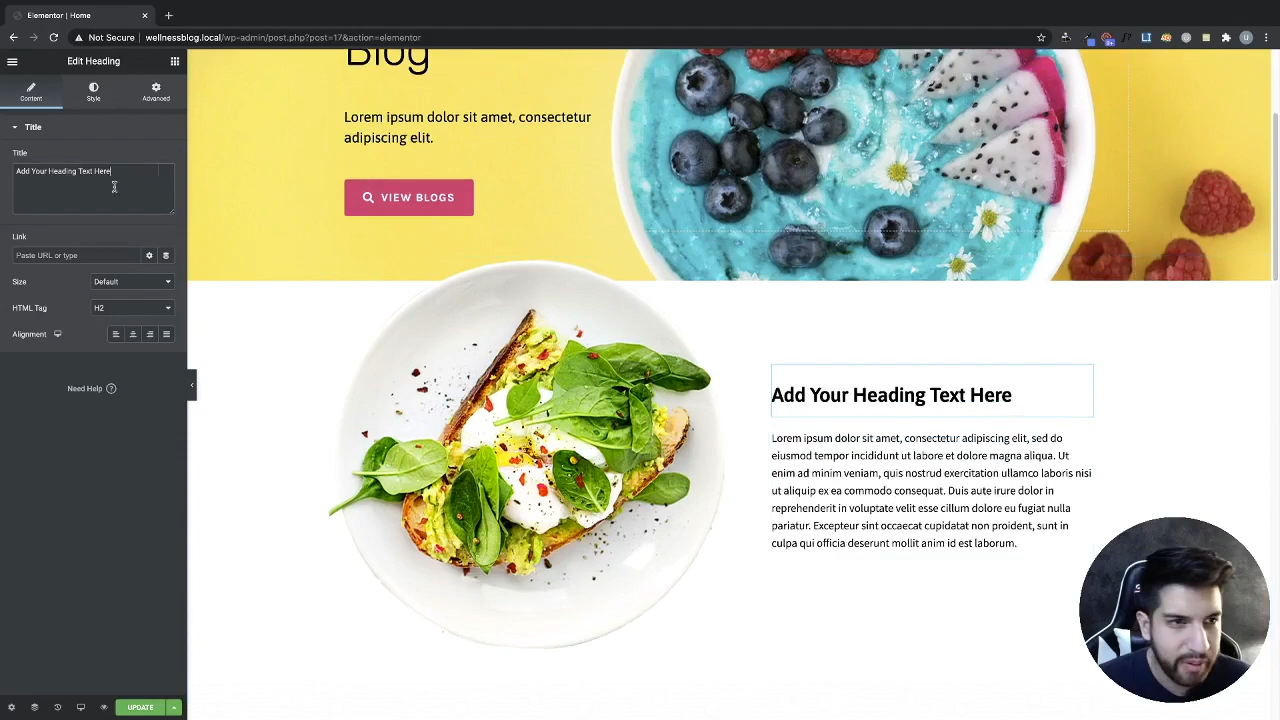 Elementor | Home
Not Secure
wellnessblog.local/wp-admin/post.php?post=17&action=elementor
Edit Heading
Content
Style
Advanced
Title
Title
Add Your Heading Text Here
Link
Paste URL or type
Size
Default
HTML Tag
H2
Alignment
Need Help
UPDATE
Blog
Lorem ipsum dolor sit amet, consectetur
adipiscing elit.
VIEW BLOGS
Add Your Heading Text Here
Lorem ipsum dolor sit amet, consectetur adipiscing elit, sed do
eiusmod tempor incididunt ut labore et dolore magna aliqua. Ut
enim ad minim veniam, quis nostrud exercitation ullamco laboris nisi
ut aliquip ex ea commodo consequat. Duis aute irure dolor in
reprehenderit in voluptate velit esse cillum dolore eu fugiat nulla
pariatur. Excepteur sint occaecat cupidatat non proident, sunt in
culpa qui officia deserunt mollit anim id est laborum.